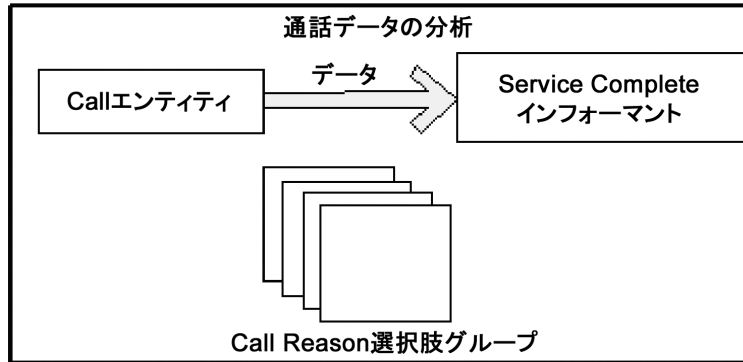 通話データの分析
データ
Callエンティティ
Service Complete
インフォーマント
Call Reason選択肢グループ